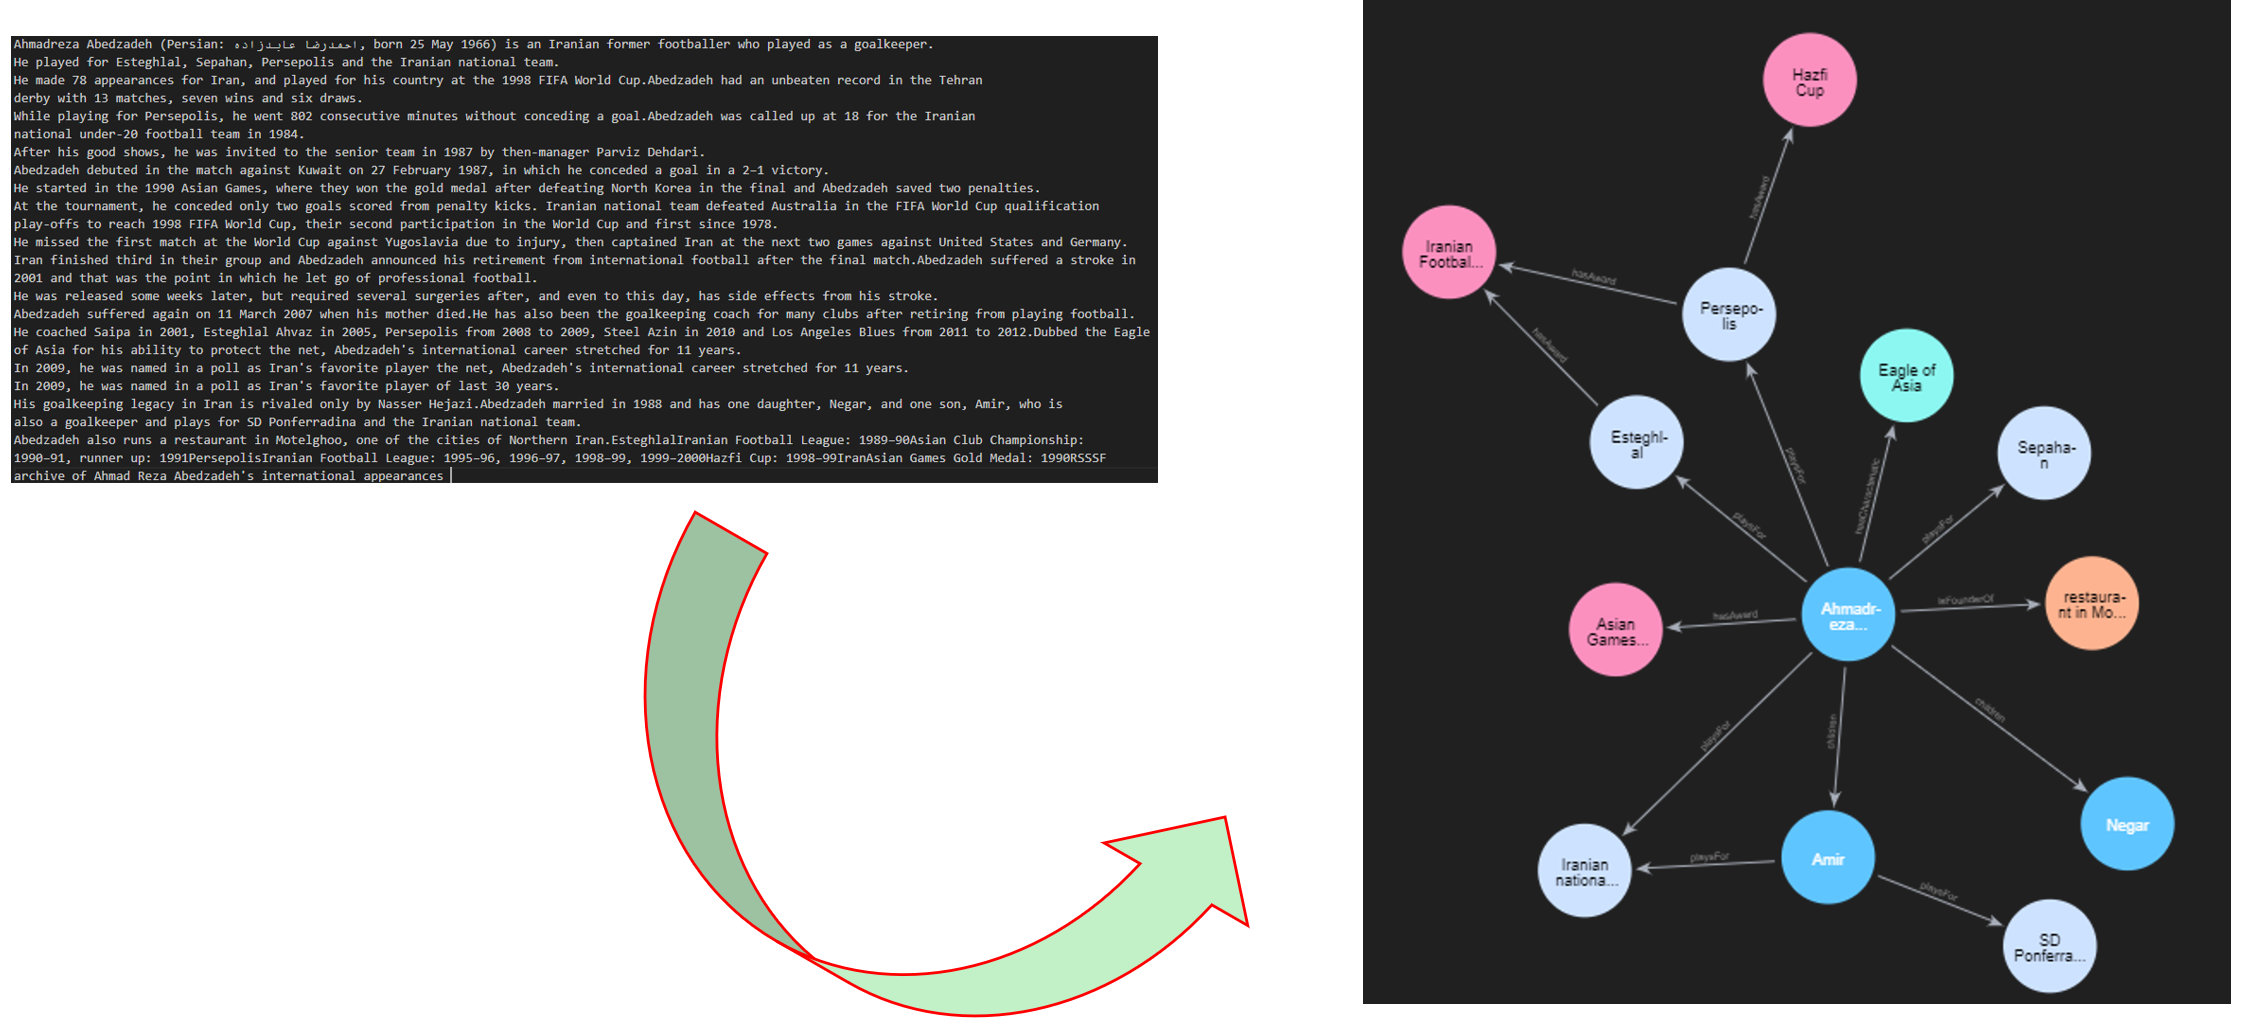 Ahmadreza Abedzadeh (Persian: احمدرضا عابدزاده, born 25 May 1966) is an Iranian former footballer who played as a goalkeeper.
He played for Esteghlal, Sepahan, Persepolis and the Iranian national team.
He made 78 appearances for Iran, and played for his country at the 1998 FIFA World Cup.Abedzadeh had an unbeaten record in the Tehran
derby with 13 matches, seven wins and six draws.
While playing for Persepolis, he went 802 consecutive minutes without conceding a goal.Abedzadeh was called up at 18 for the Iranian
national under-20 football team in 1984.
After his good shows, he was invited to the senior team in 1987 by then-manager Parviz Dehdari.
Abedzadeh debuted in the match against Kuwait on 27 February 1987, in which he conceded a goal in a 2–1 victory.
He started in the 1990 Asian Games, where they won the gold medal after defeating North Korea in the final and Abedzadeh saved two penalties.
At the tournament, he conceded only two goals scored from penalty kicks. Iranian national team defeated Australia in the FIFA World Cup qualification
play-offs to reach 1998 FIFA World Cup, their second participation in the World Cup and first since 1978.
He missed the first match at the World Cup against Yugoslavia due to injury, then captained Iran at the next two games against United States and Germany.
Iran finished third in their group and Abedzadeh announced his retirement from international football after the final match.Abedzadeh suffered a stroke in
2001 and that was the point in which he let go of professional football.
He was released some weeks later, but required several surgeries after, and even to this day, has side effects from his stroke.
Abedzadeh suffered again on 11 March 2007 when his mother died.He has also been the goalkeeping coach for many clubs after retiring from playing football.
He coached Saipa in 2001, Esteghlal Ahvaz in 2005, Persepolis from 2008 to 2009, Steel Azin in 2010 and Los Angeles Blues from 2011 to 2012.Dubbed the Eagle
of Asia for his ability to protect the net, Abedzadeh's international career stretched for 11 years.
In 2009, he was named in a poll as Iran's favorite player the net, Abedzadeh's international career stretched for 11 years.
In 2009, he was named in a poll as Iran's favorite player of last 30 years.
His goalkeeping legacy in Iran is rivaled only by Nasser Hejazi.Abedzadeh married in 1988 and has one daughter, Negar, and one son, Amir, who is
also a goalkeeper and plays for SD Ponferradina and the Iranian national team.
Abedzadeh also runs a restaurant in Motelghoo, one of the cities of Northern Iran.EsteghlalIranian Football League: 1989–90Asian Club Championship:
1990–91, runner up: 1991PersepolisIranian Football League: 1995–96, 1996–97, 1998–99, 1999–2000Hazfi Cup: 1998–99IranAsian Games Gold Medal: 1990RSSSF
archive of Ahmad Reza Abedzadeh's international appearances
Hazfi
Cup
hasAward
Iranian
Footbal...
hasAward
Persepo-
lis
hasAward
Eagle of
Asia
Esteghl-
al
Sepaha-
n
playsFor
hasCharacteristic
playsFor
playsFor
Asian
Games...
hasAward
Ahmadr-
eza...
isFounderOf
restaura-
nt in Mo...
playsFor
children
children
Negar
Iranian
nationa...
playsFor
Amir
playsFor
SD
Ponferra...